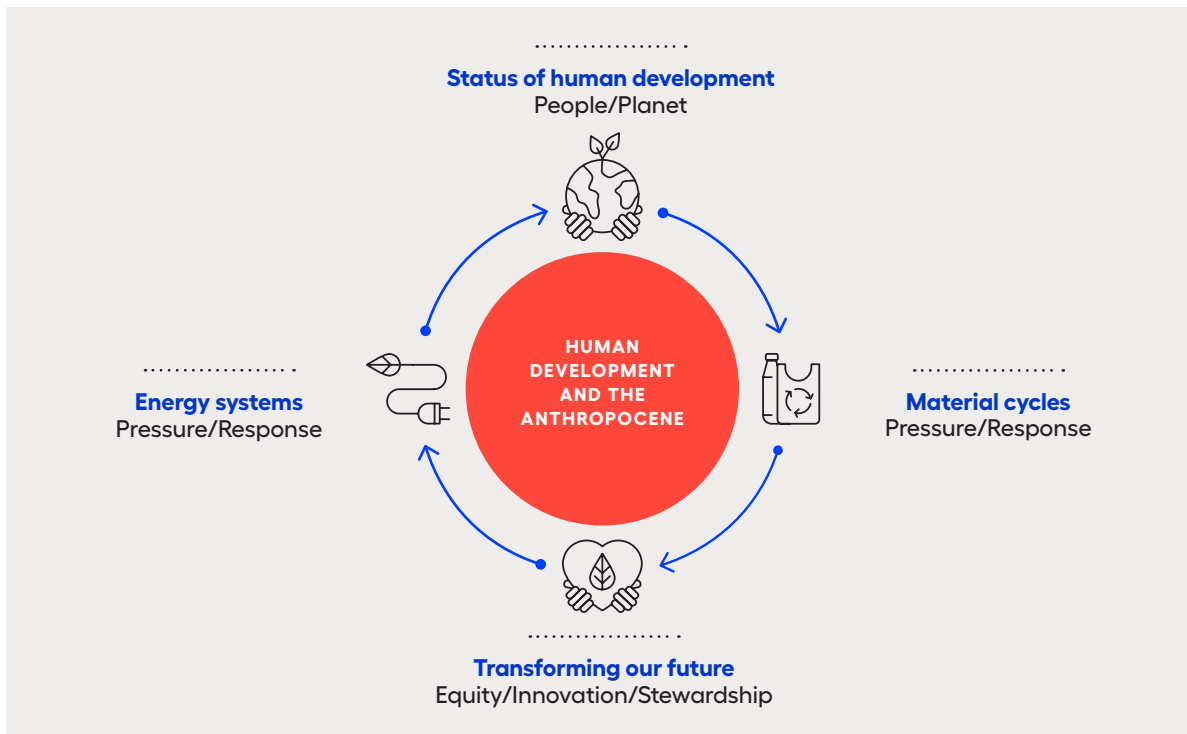 Status of human development
People/Planet
HUMAN
DEVELOPMENT
AND THE
ANTHROPOCENE
Energy systems
Pressure/Response
Material cycles
Pressure/Response
Transforming our future
Equity/Innovation/Stewardship